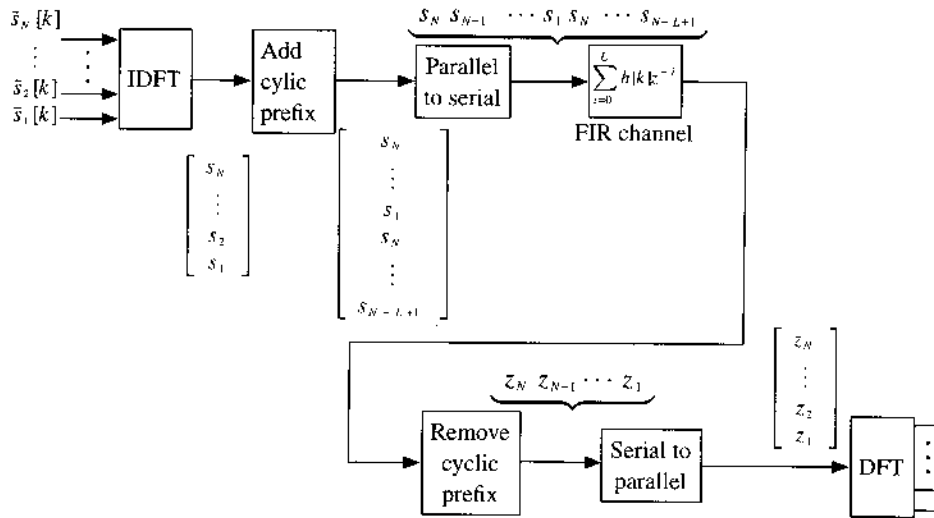 s̄_N[k]
⋮ ⋮
s̄_2[k]
s̄_1[k]
IDFT
Add
cylic
prefix
s_N s_{N-1} ⋯ s_1 s_N ⋯ s_{N-L+1}
Parallel
to serial
L
∑ h[k]z^{-i}
i=0
FIR channel
s_N
⋮
s_2
s_1
s_N
⋮
s_1
s_N
⋮
s_{N-L+1}
z_N z_{N-1} ⋯ z_1
Remove
cyclic
prefix
Serial to
parallel
z_N
⋮
z_2
z_1
DFT
⋮